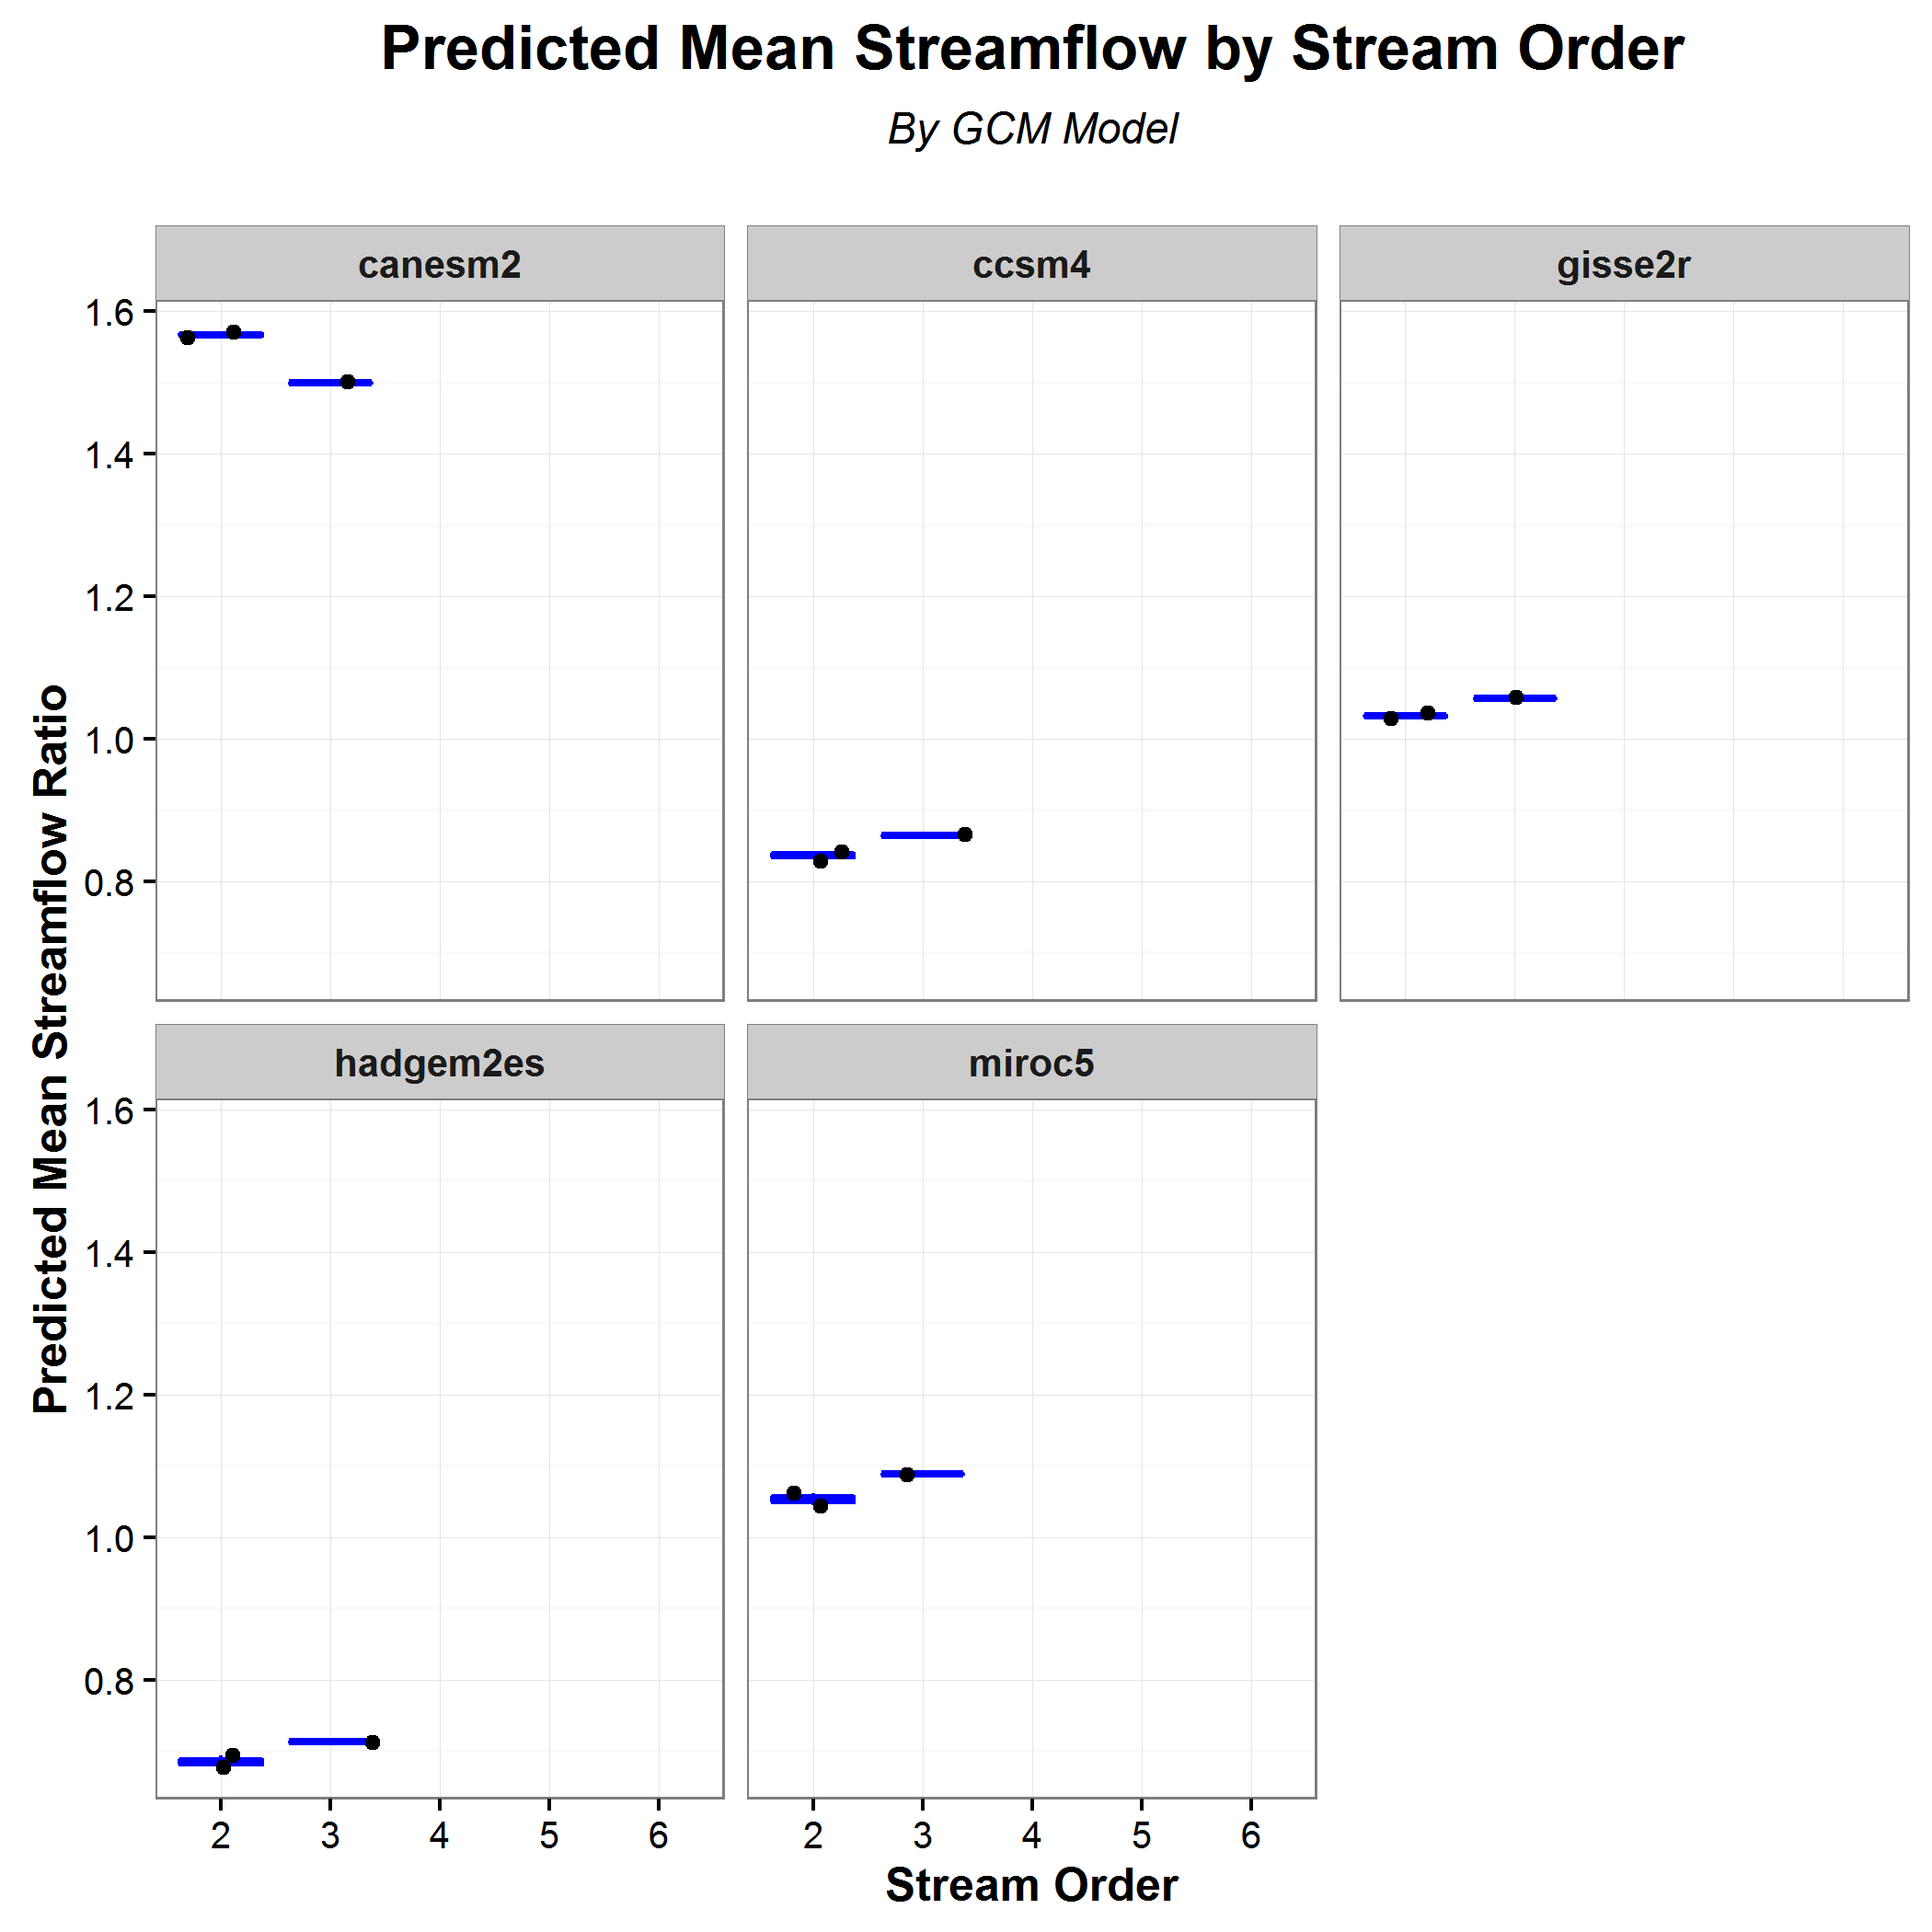 Predicted Mean Streamflow by Stream Order
By GCM Model
canesm2
ccsm4
gisse2r
1.6
1.4
1.2
1.0
0.8
Predicted Mean Streamflow Ratio
hadgem2es
miroc5
1.6
1.4
1.2
1.0
0.8
2 3 4 5 6
2 3 4 5 6
Stream Order